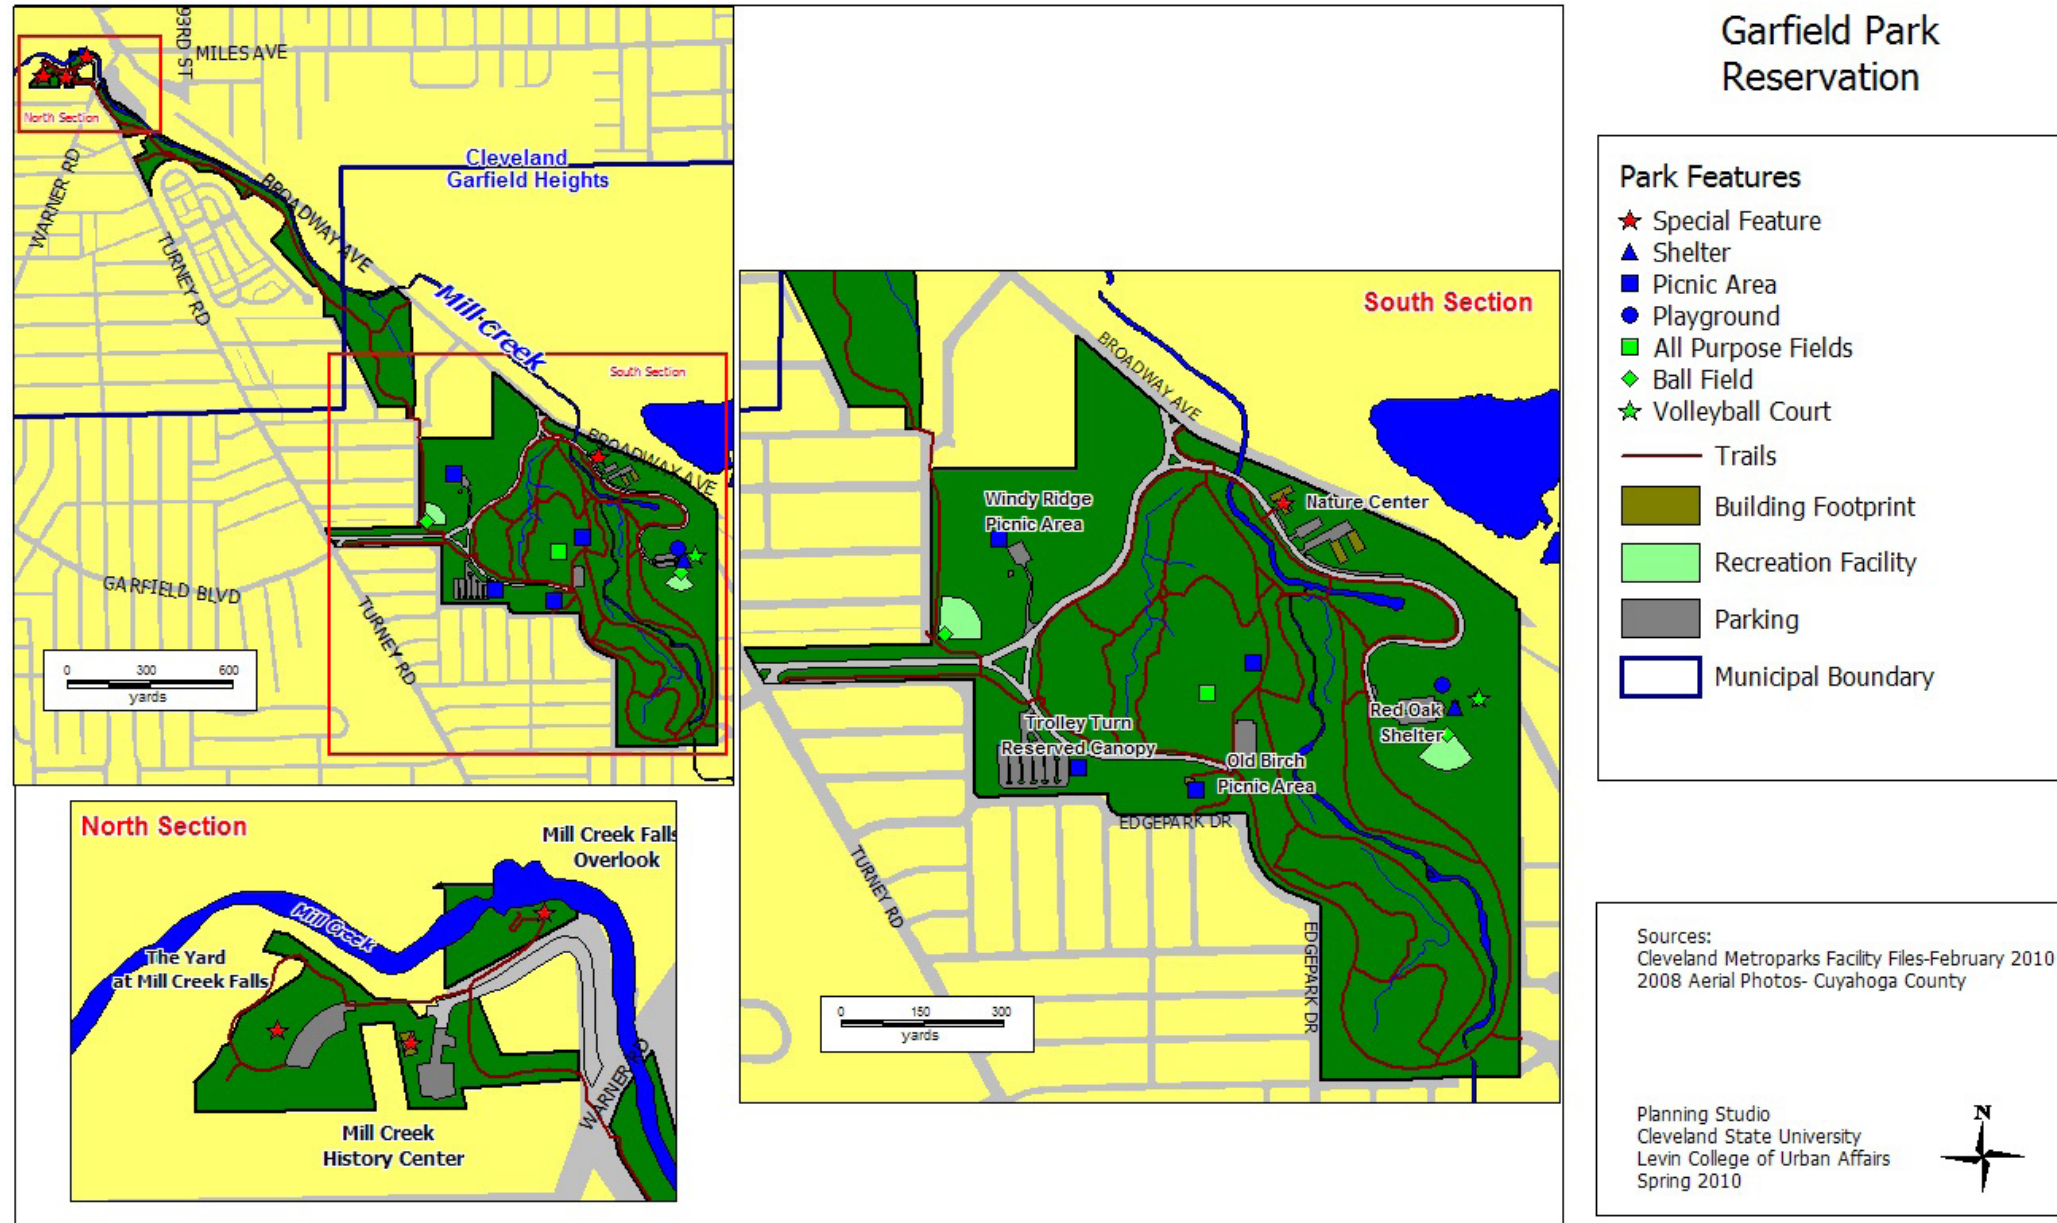 Garfield Park
Reservation
93RD ST
MILES AVE
North Section
WARNER RD
Cleveland
Garfield Heights
BROADWAY AVE
TURNEY RD
Mill Creek
South Section
BROADWAY AVE
GARFIELD BLVD
TURNEY RD
0 300 600
yards
South Section
BROADWAY AVE
Windy Ridge
Picnic Area
Nature Center
Trolley Turn
Reserved Canopy
Red Oak
Shelter
Old Birch
Picnic Area
EDGEPARK DR
TURNEY RD
EDGEPARK DR
0 150 300
yards
North Section
Mill Creek Falls
Overlook
Mill Creek
The Yard
at Mill Creek Falls
WARNER RD
Mill Creek
History Center
Park Features
Special Feature
Shelter
Picnic Area
Playground
All Purpose Fields
Ball Field
Volleyball Court
Trails
Building Footprint
Recreation Facility
Parking
Municipal Boundary
Sources:
Cleveland Metroparks Facility Files-February 2010
2008 Aerial Photos- Cuyahoga County
Planning Studio
Cleveland State University
Levin College of Urban Affairs
Spring 2010
N